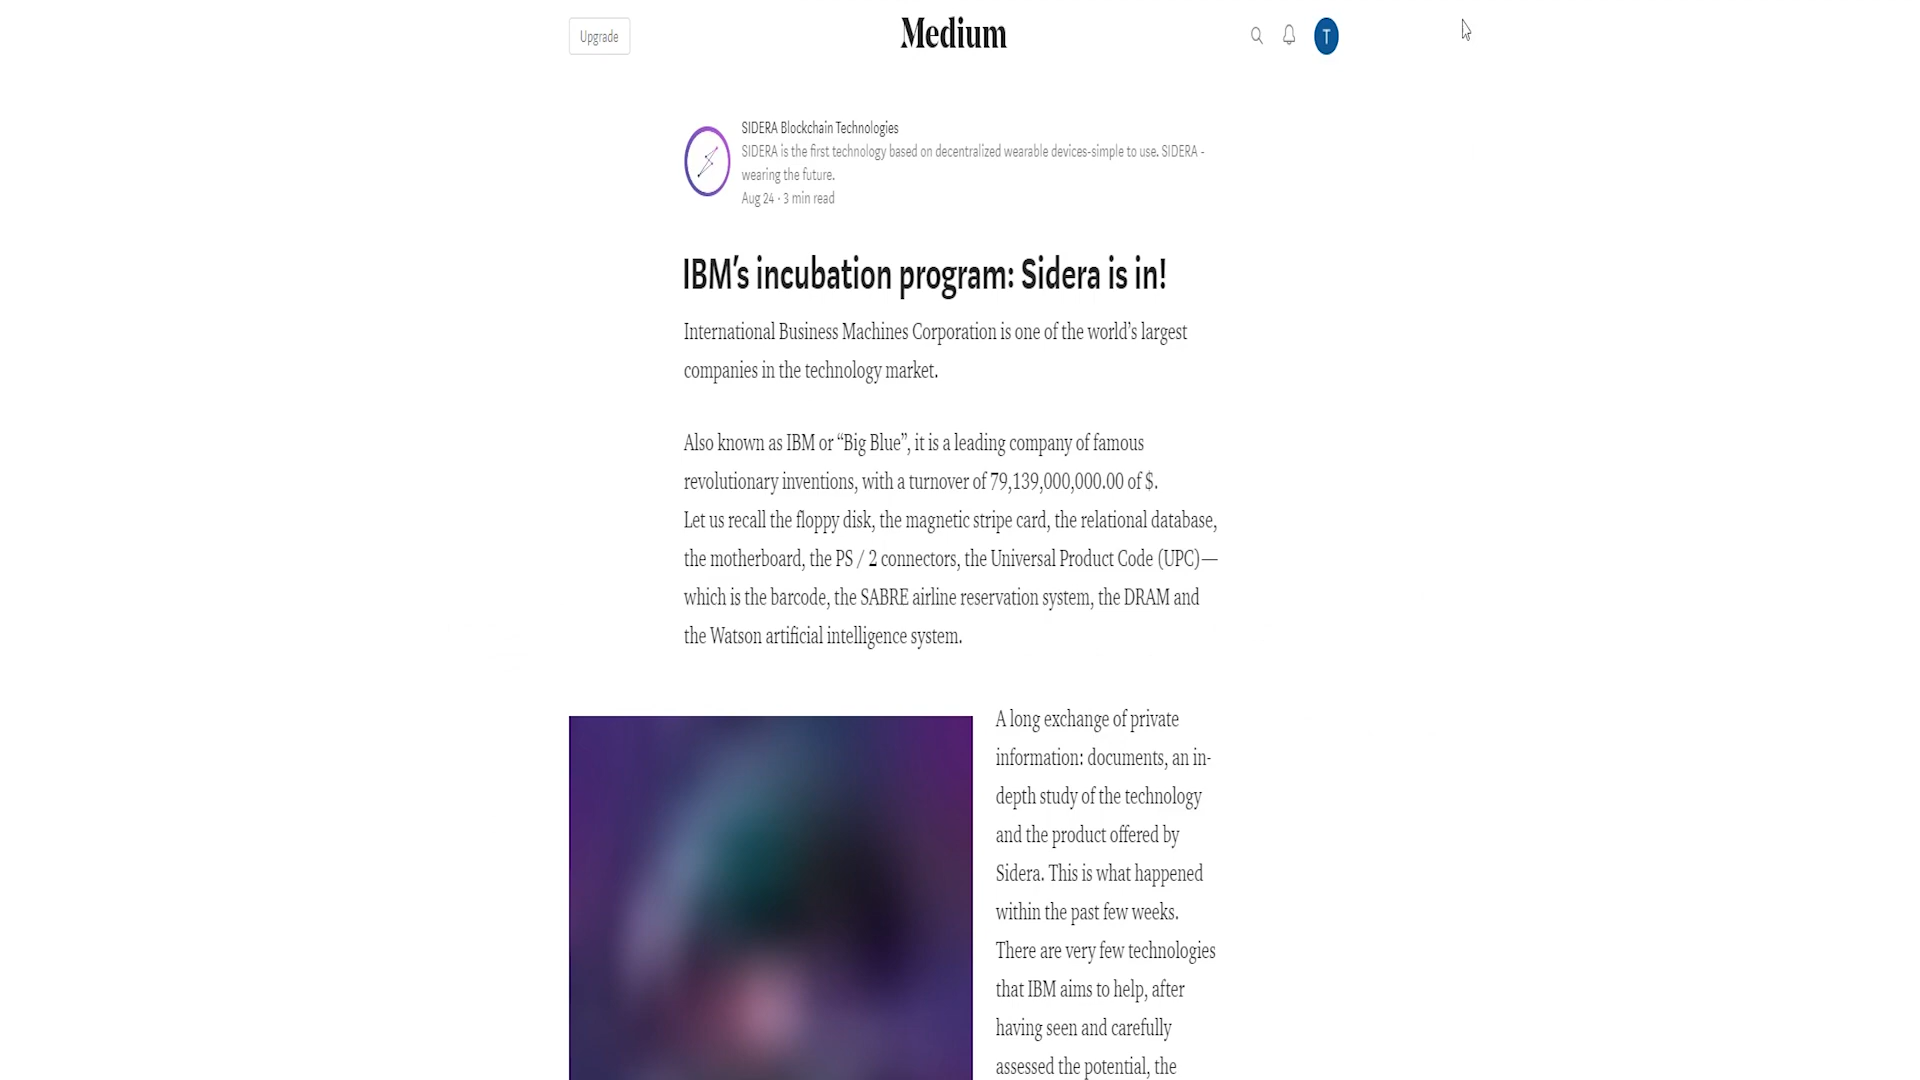 Upgrade
Medium
T
SIDERA Blockchain Technologies
SIDERA is the first technology based on decentralized wearable devices-simple to use. SIDERA -
wearing the future.
Aug 24 · 3 min read
IBM’s incubation program: Sidera is in!
International Business Machines Corporation is one of the world’s largest
companies in the technology market.
Also known as IBM or “Big Blue”, it is a leading company of famous
revolutionary inventions, with a turnover of 79,139,000,000.00 of $.
Let us recall the floppy disk, the magnetic stripe card, the relational database,
the motherboard, the PS / 2 connectors, the Universal Product Code (UPC)—
which is the barcode, the SABRE airline reservation system, the DRAM and
the Watson artificial intelligence system.
A long exchange of private
information: documents, an in-
depth study of the technology
and the product offered by
Sidera. This is what happened
within the past few weeks.
There are very few technologies
that IBM aims to help, after
having seen and carefully
assessed the potential, the